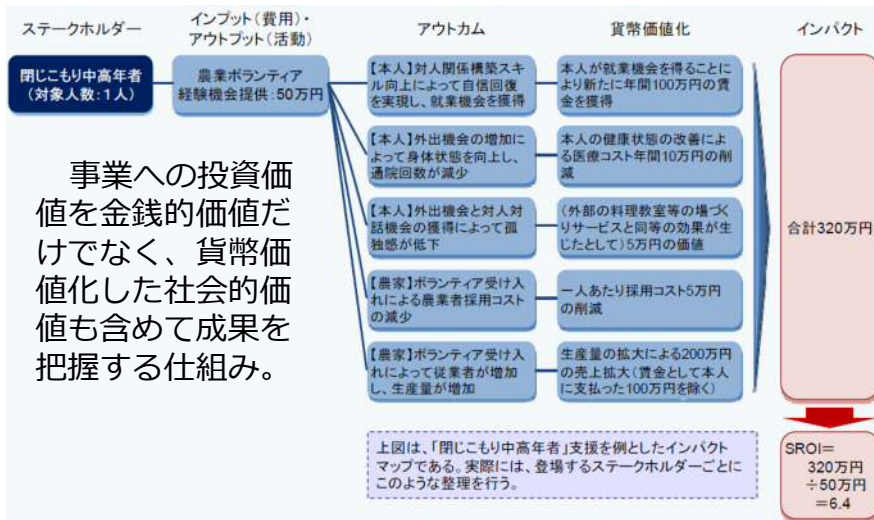 ステークホルダー
インプット(費用)・
アウトプット(活動)
アウトカム
貨幣価値化
インパクト
閉じこもり中高年者
(対象人数:1人)
農業ボランティア
経験機会提供:50万円
【本人】対人関係構築スキ
ル向上によって自信回復
を実現し、就業機会を獲得
本人が就業機会を得ることに
より新たに年間100万円の賃
金を獲得
【本人】外出機会の増加に
よって身体状態を向上し、
通院回数が減少
本人の健康状態の改善によ
る医療コスト年間10万円の削
減
【本人】外出機会と対人対
話機会の獲得によって孤
独感が低下
(外部の料理教室等の場づく
りサービスと同等の効果が生
じたとして)5万円の価値
【農家】ボランティア受け入
れによる農業者採用コスト
の減少
一人あたり採用コスト5万円
の削減
【農家】ボランティア受け入
れによって従業者が増加
し、生産量が増加
生産量の拡大による200万円
の売上拡大(賃金として本人
に支払った100万円を除く)
合計320万円
事業への投資価
値を金銭的価値だ
けでなく、貨幣価
値化した社会的価
値も含めて成果を
把握する仕組み。
上図は、「閉じこもり中高年者」支援を例としたインパクト
マップである。実際には、登場するステークホルダーごとに
このような整理を行う。
SROI=
320万円
÷50万円
=6.4